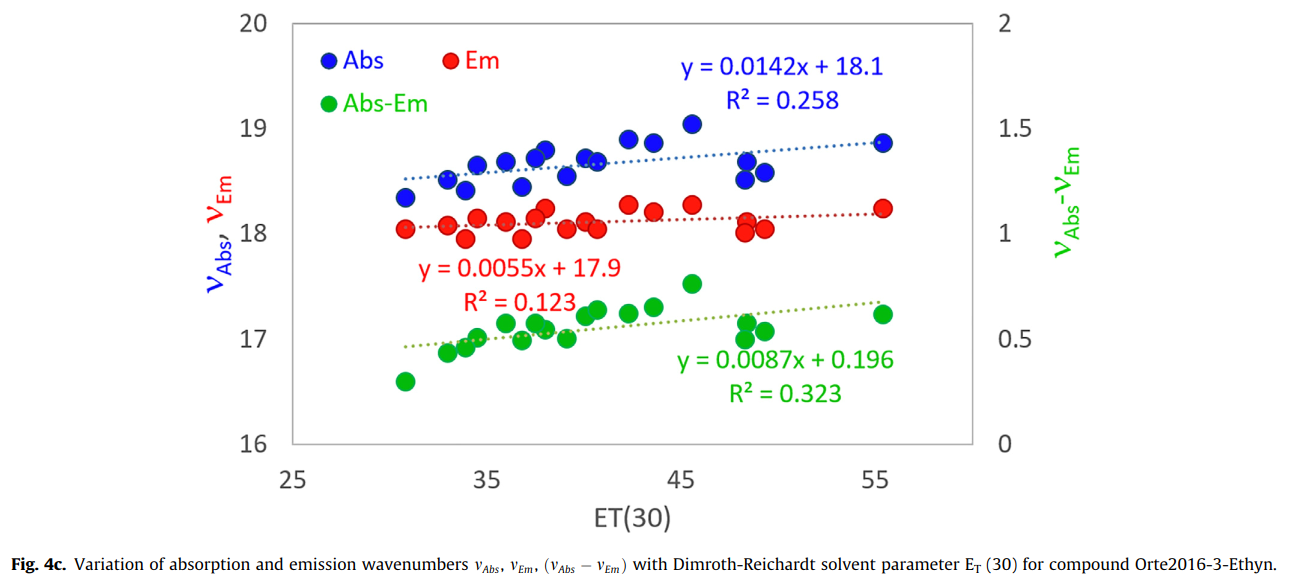 20
19
18
17
16
2
1.5
1
0.5
0
Abs
Em
Abs-Em
y = 0.0142x + 18.1
R² = 0.258
y = 0.0055x + 17.9
R² = 0.123
y = 0.0087x + 0.196
R² = 0.323
νAbs, νEm
νAbs-νEm
25 35 45 55
ET(30)
Fig. 4c. Variation of absorption and emission wavenumbers νAbs, νEm, (νAbs − νEm) with Dimroth-Reichardt solvent parameter ET (30) for compound Orte2016-3-Ethyn.